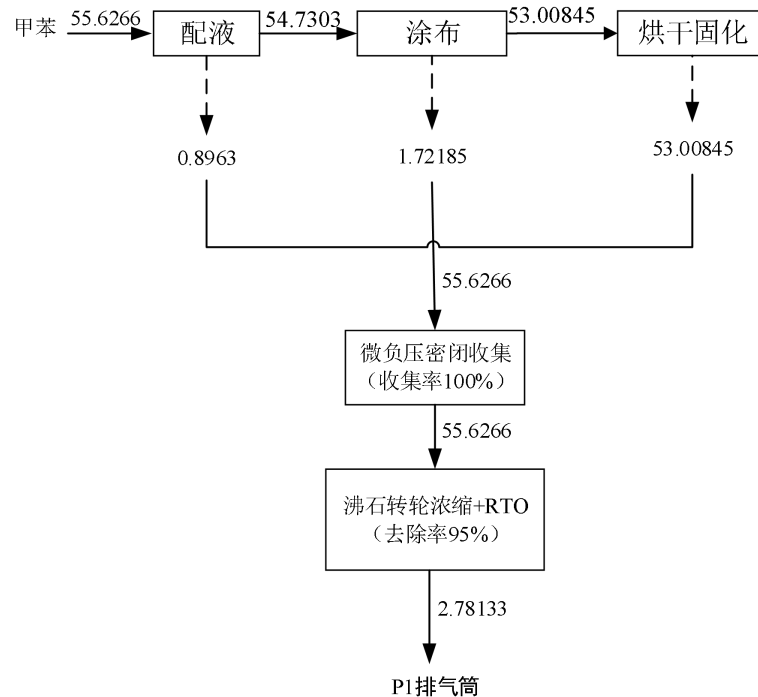 甲苯
55.6266
配液
54.7303
涂布
53.00845
烘干固化
0.8963
1.72185
53.00845
55.6266
微负压密闭收集
（收集率100%）
55.6266
沸石转轮浓缩+RTO
（去除率95%）
2.78133
P1排气筒